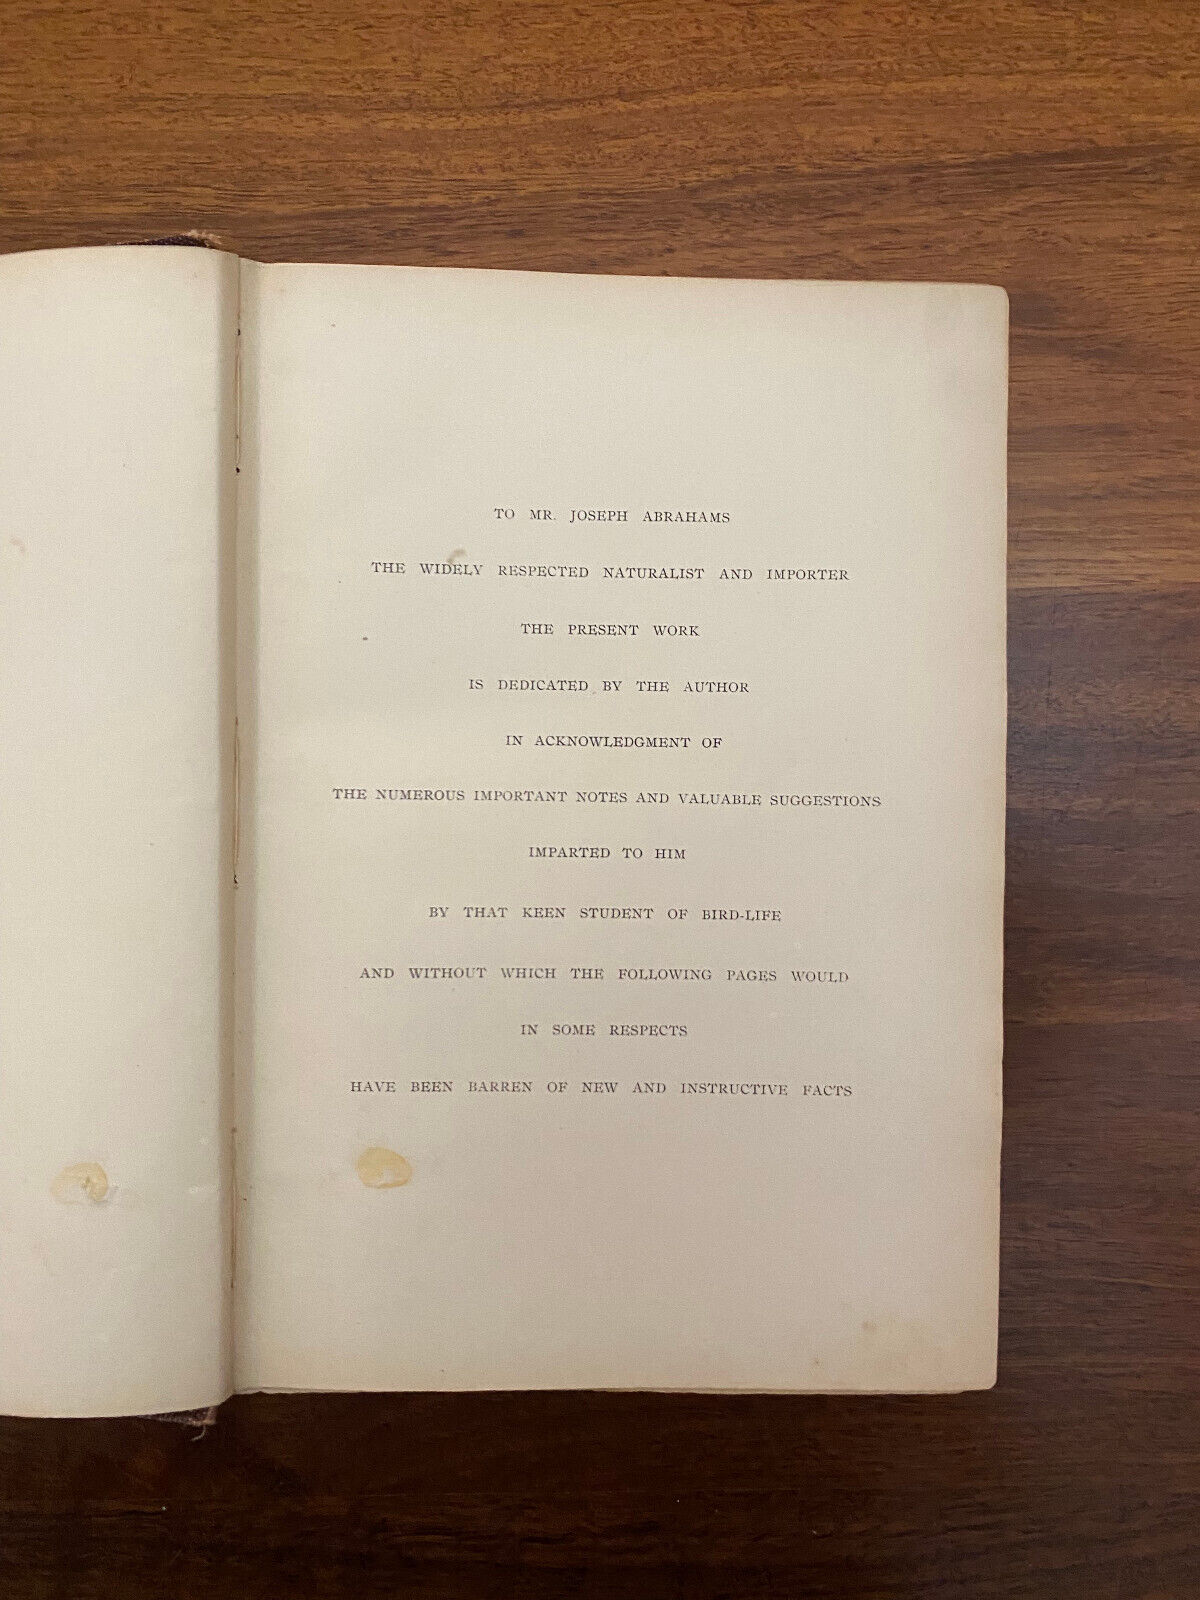 TO MR. JOSEPH ABRAHAMS
THE WIDELY RESPECTED NATURALIST AND IMPORTER
THE PRESENT WORK
IS DEDICATED BY THE AUTHOR
IN ACKNOWLEDGMENT OF
THE NUMEROUS IMPORTANT NOTES AND VALUABLE SUGGESTIONS
IMPARTED TO HIM
BY THAT KEEN STUDENT OF BIRD-LIFE
AND WITHOUT WHICH THE FOLLOWING PAGES WOULD
IN SOME RESPECTS
HAVE BEEN BARREN OF NEW AND INSTRUCTIVE FACTS